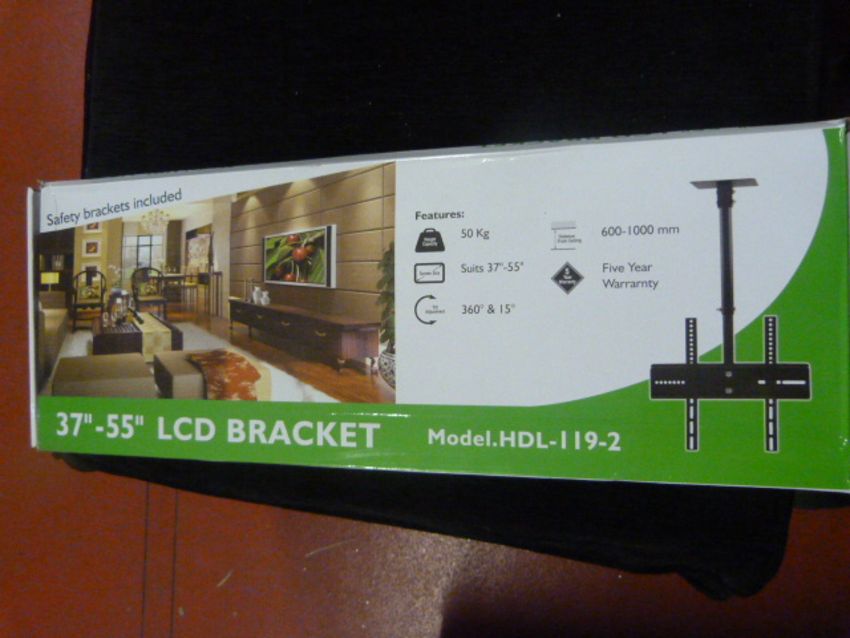 Safety brackets included
Features:
50 Kg
Suits 37"-55"
360° & 15°
600-1000 mm
Five Year
Warrarnty
37"-55" LCD BRACKET
Model.HDL-119-2